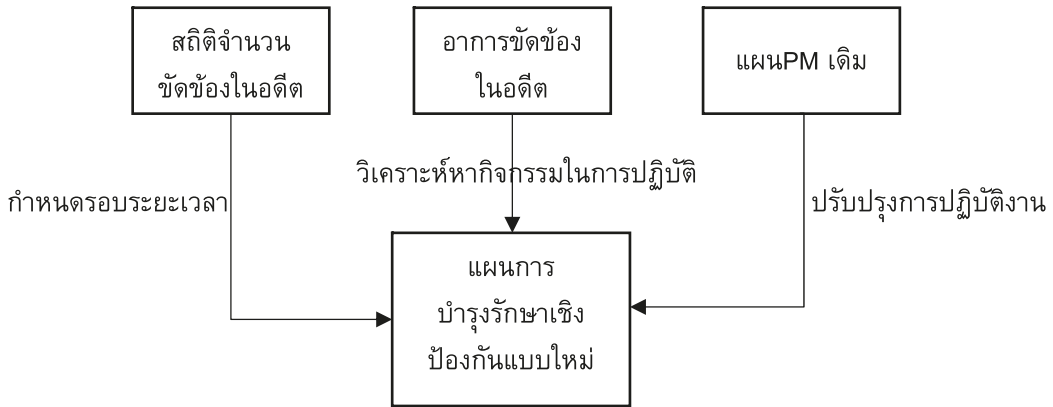 สถิติจำนวน
ขัดข้องในอดีต
อาการขัดข้อง
ในอดีต
แผนPM เดิม
วิเคราะห์หากิจกรรมในการปฏิบัติ
กำหนดรอบระยะเวลา
ปรับปรุงการปฏิบัติงาน
แผนการ
บำรุงรักษาเชิง
ป้องกันแบบใหม่